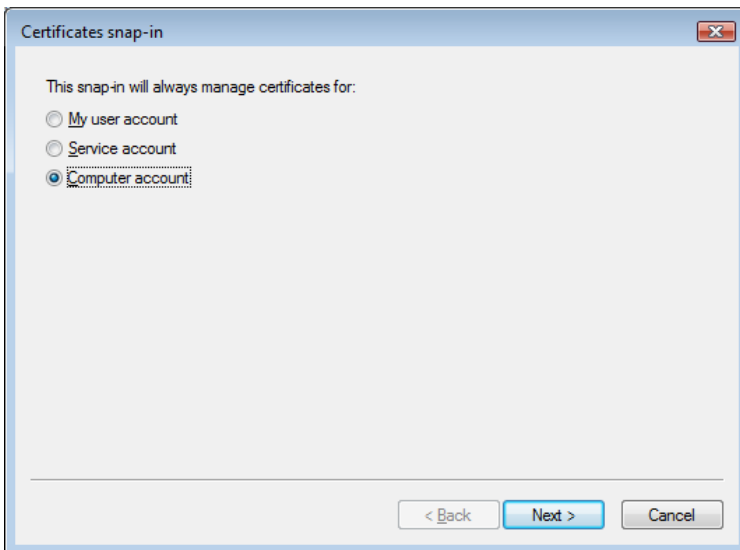 Certificates snap-in
This snap-in will always manage certificates for:
My user account
Service account
Computer account
< Back Next > Cancel